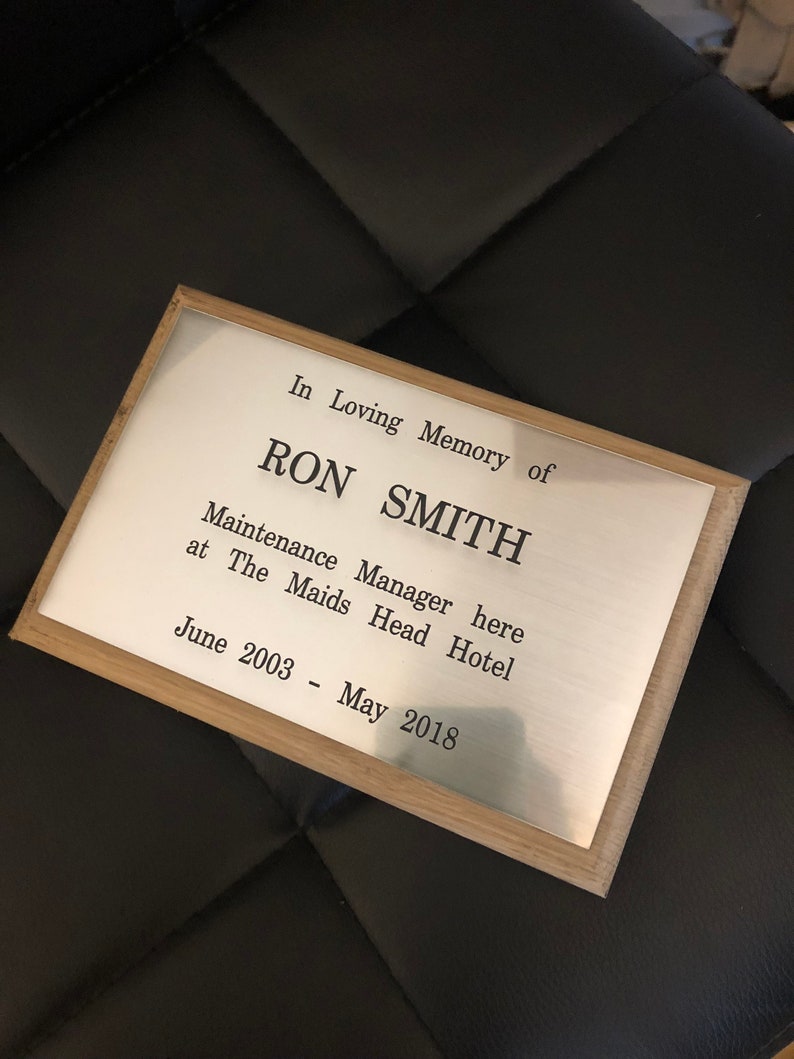 In Loving Memory of
RON SMITH
Maintenance Manager here
at The Maids Head Hotel
June 2003 - May 2018